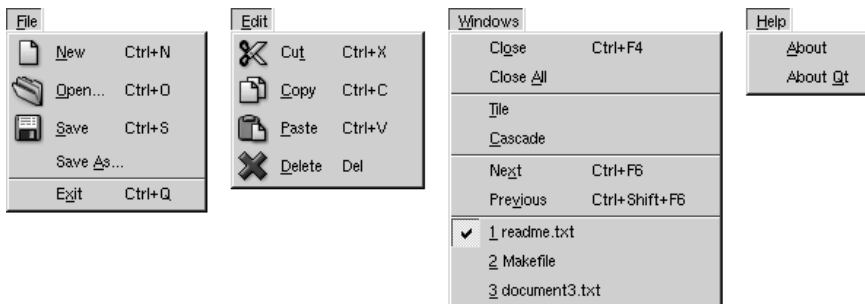 File
New Ctrl+N
Open... Ctrl+O
Save Ctrl+S
Save As...
Exit Ctrl+Q
Edit
Cut Ctrl+X
Copy Ctrl+C
Paste Ctrl+V
Delete Del
Windows
Close Ctrl+F4
Close All
Tile
Cascade
Next Ctrl+F6
Previous Ctrl+Shift+F6
1 readme.txt
2 Makefile
3 document3.txt
Help
About
About Qt